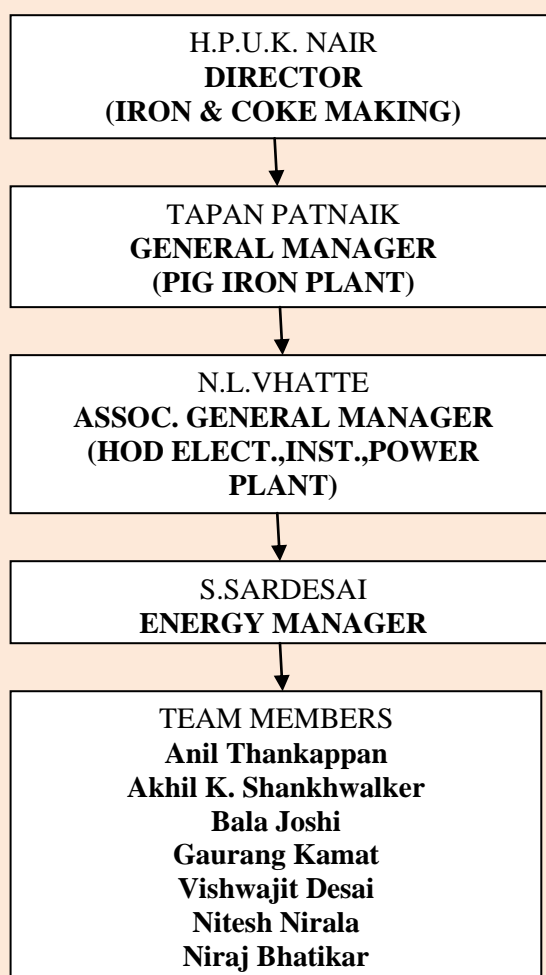 H.P.U.K. NAIR
DIRECTOR
(IRON & COKE MAKING)
TAPAN PATNAIK
GENERAL MANAGER
(PIG IRON PLANT)
N.L.VHATTE
ASSOC. GENERAL MANAGER
(HOD ELECT.,INST.,POWER
PLANT)
S.SARDESAI
ENERGY MANAGER
TEAM MEMBERS
Anil Thankappan
Akhil K. Shankhwalker
Bala Joshi
Gaurang Kamat
Vishwajit Desai
Nitesh Nirala
Niraj Bhatikar